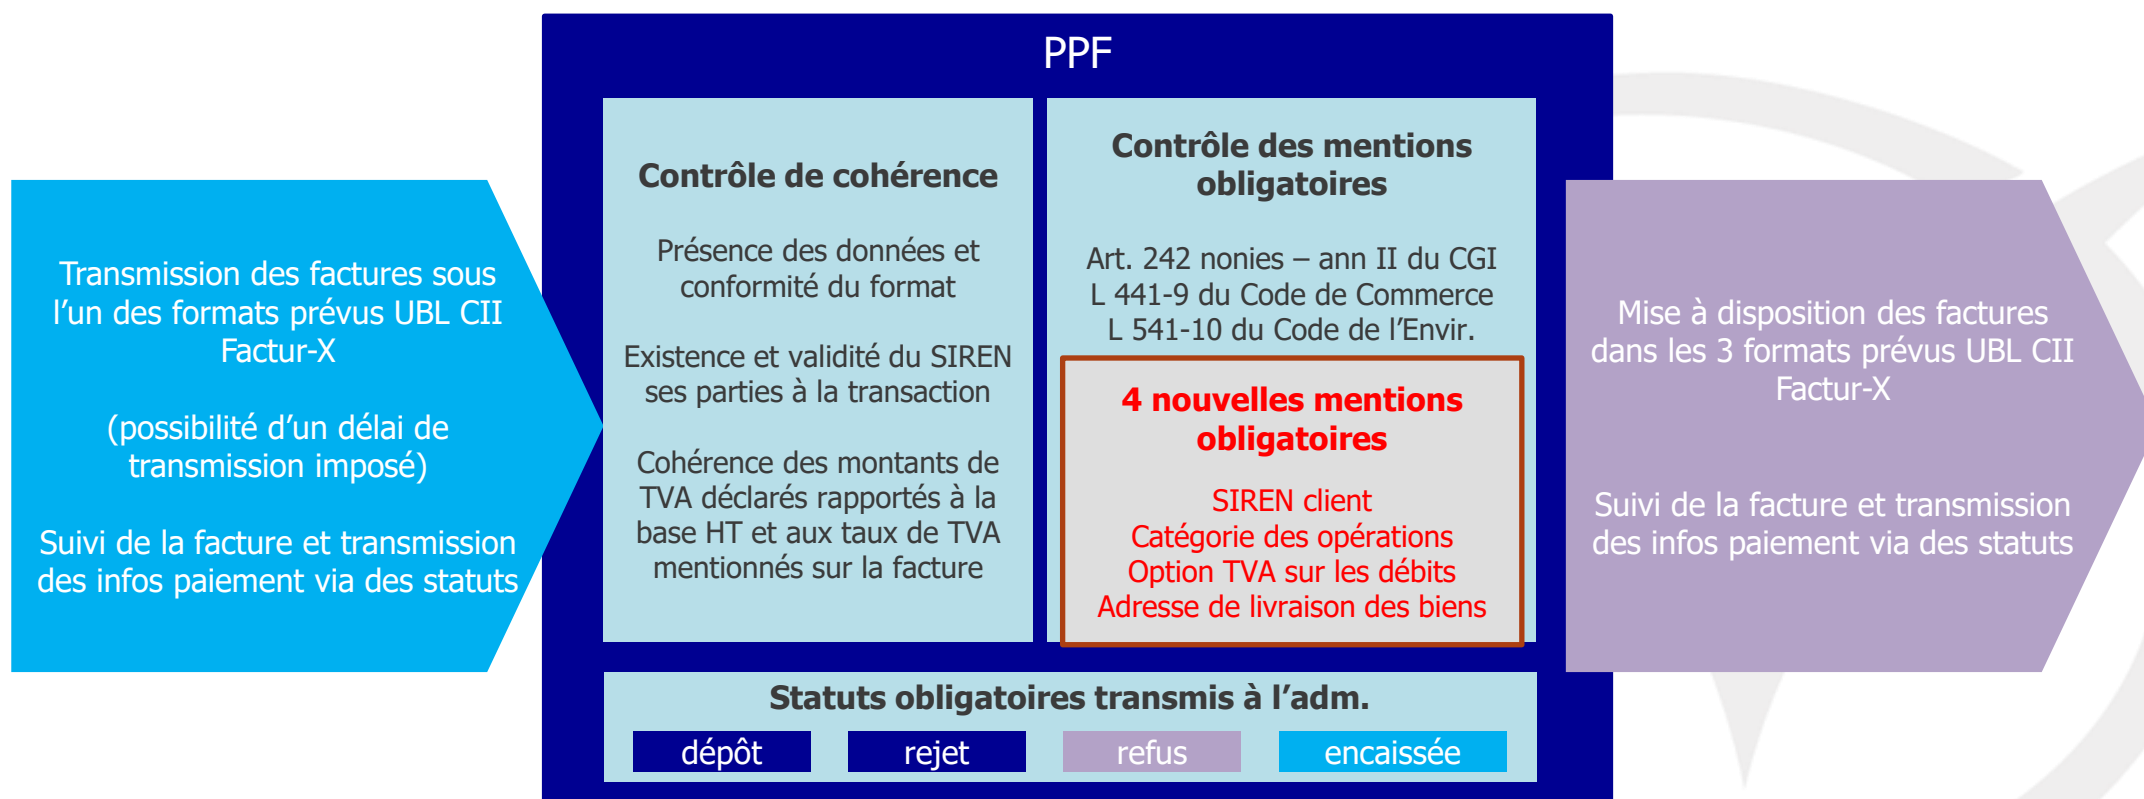 PPF
Transmission des factures sous
l’un des formats prévus UBL CII
Factur-X
(possibilité d’un délai de
transmission imposé)
Suivi de la facture et transmission
des infos paiement via des statuts
Contrôle de cohérence
Présence des données et
conformité du format
Existence et validité du SIREN
ses parties à la transaction
Cohérence des montants de
TVA déclarés rapportés à la
base HT et aux taux de TVA
mentionnés sur la facture
Contrôle des mentions
obligatoires
Art. 242 nonies – ann II du CGI
L 441-9 du Code de Commerce
L 541-10 du Code de l’Envir.
4 nouvelles mentions
obligatoires
SIREN client
Catégorie des opérations
Option TVA sur les débits
Adresse de livraison des biens
Statuts obligatoires transmis à l’adm.
dépôt
rejet
refus
encaissée
Mise à disposition des factures
dans les 3 formats prévus UBL CII
Factur-X
Suivi de la facture et transmission
des infos paiement via des statuts